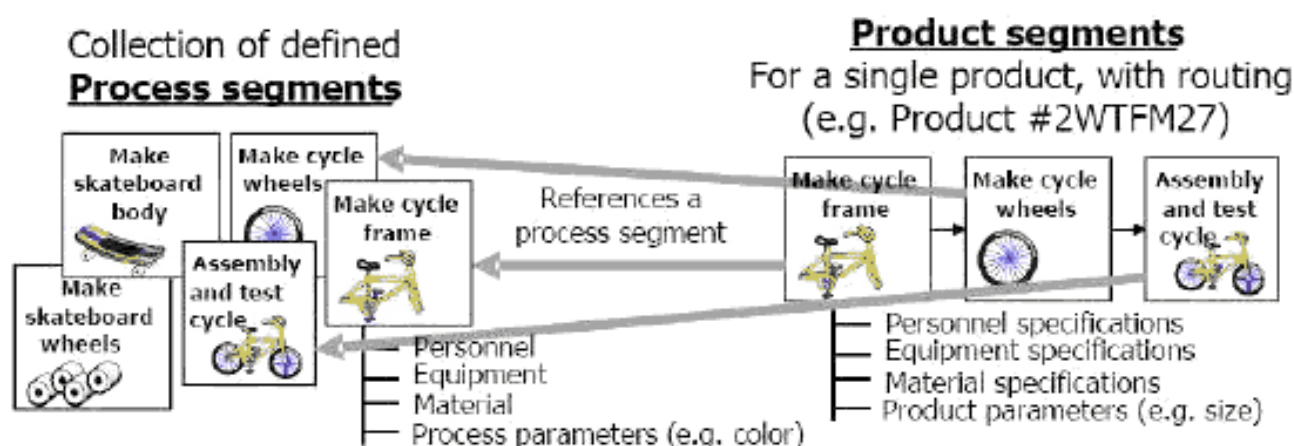 Collection of defined
Process segments
Make
skateboard
body
Make cycle
wheels
Make cycle
frame
Assembly
and test
cycle
Make
skateboard
wheels
Personnel
Equipment
Material
Process parameters (e.g. color)
References a
process segment
Product segments
For a single product, with routing
(e.g. Product #2WTFM27)
Make cycle
frame
Make cycle
wheels
Assembly
and test
cycle
Personnel specifications
Equipment specifications
Material specifications
Product parameters (e.g. size)